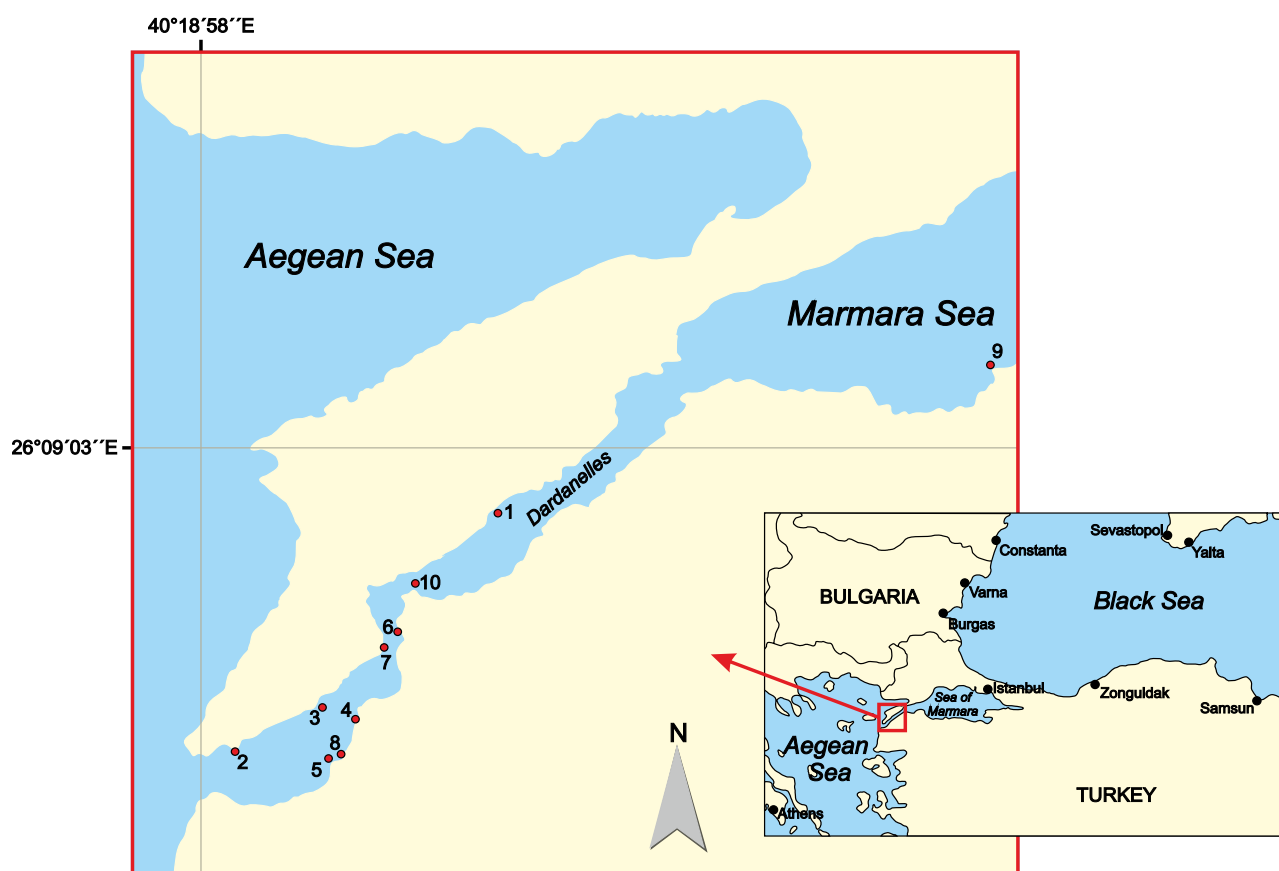 40°18´58´´E
Aegean Sea
Marmara Sea
9
26°09´03´´E
Dardanelles
1
10
6
7
3
4
2
8
5
N
Sevastopol
Yalta
Constanta
BULGARIA
Varna
Black Sea
Burgas
Istanbul
Zonguldak
Sea of
Marmara
Samsun
Aegean
Sea
TURKEY
Athens